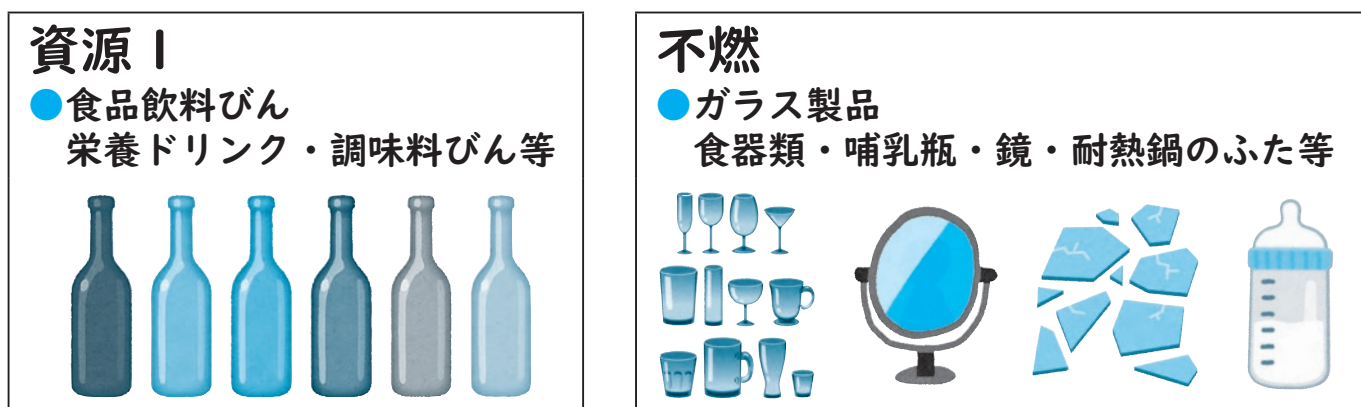 資源Ⅰ
●食品飲料びん
栄養ドリンク・調味料びん等
不燃
●ガラス製品
食器類・哺乳瓶・鏡・耐熱鍋のふた等